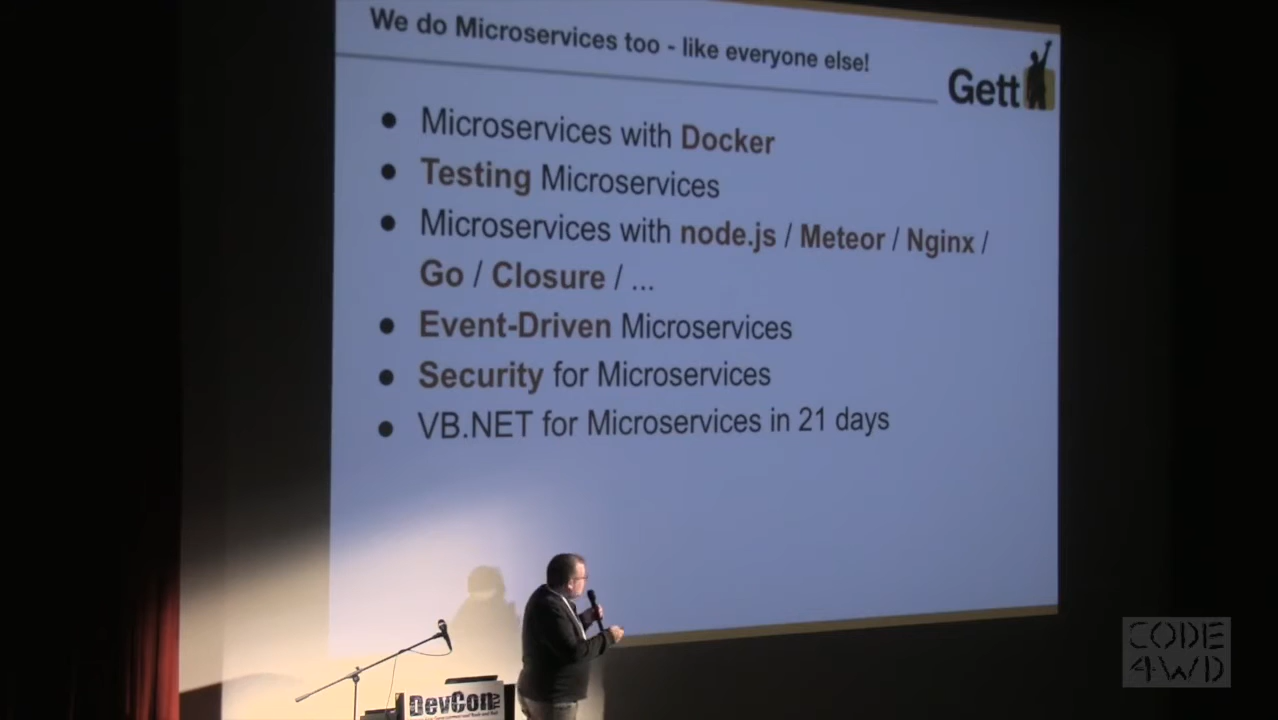 We do Microservices too - like everyone else!
Gett
● Microservices with Docker
● Testing Microservices
● Microservices with node.js / Meteor / Nginx /
Go / Closure / ...
● Event-Driven Microservices
● Security for Microservices
● VB.NET for Microservices in 21 days
DevCon
TLV
CODE
4WD